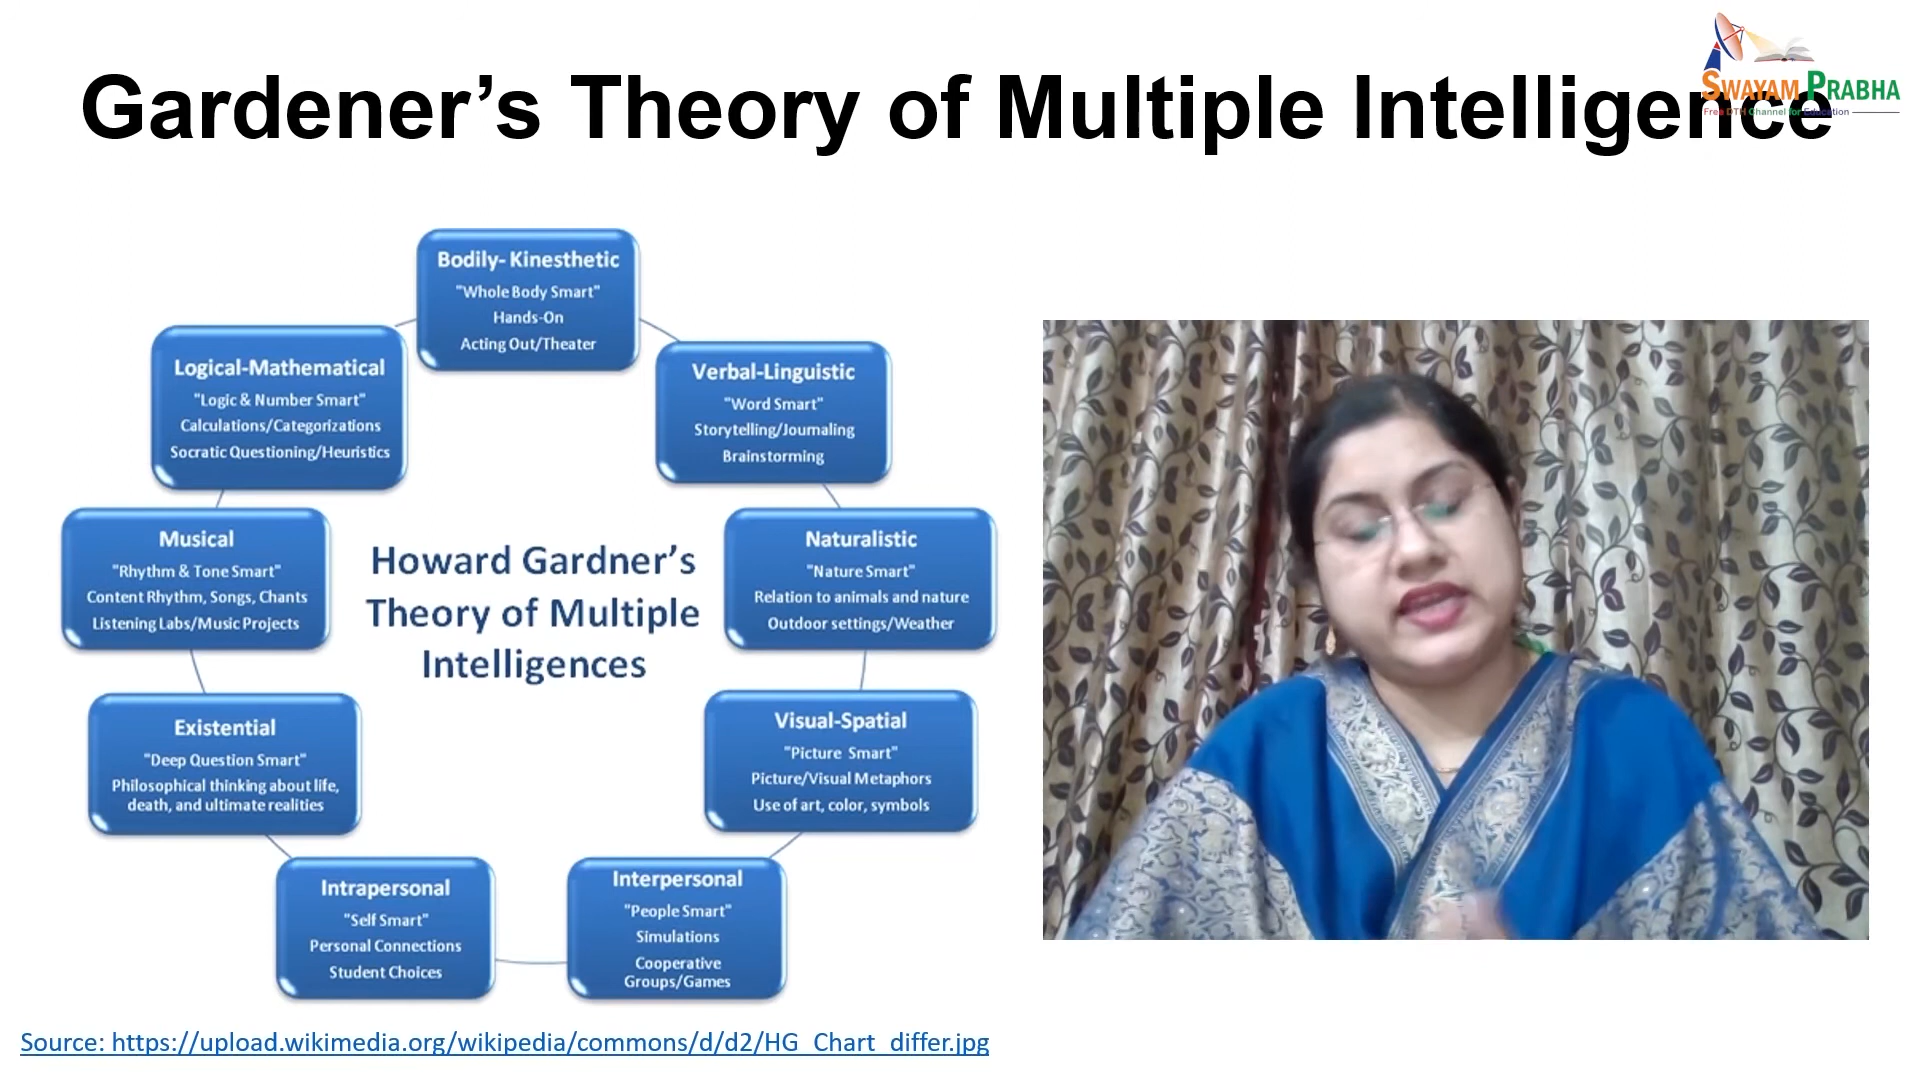 Gardener’s Theory of Multiple Intelligence
SWAYAM PRABHA
Free DTH Channel for Education
Bodily- Kinesthetic
"Whole Body Smart"
Hands-On
Acting Out/Theater
Logical-Mathematical
"Logic & Number Smart"
Calculations/Categorizations
Socratic Questioning/Heuristics
Verbal-Linguistic
"Word Smart"
Storytelling/Journaling
Brainstorming
Musical
"Rhythm & Tone Smart"
Content Rhythm, Songs, Chants
Listening Labs/Music Projects
Howard Gardner’s
Theory of Multiple
Intelligences
Naturalistic
"Nature Smart"
Relation to animals and nature
Outdoor settings/Weather
Existential
"Deep Question Smart"
Philosophical thinking about life,
death, and ultimate realities
Visual-Spatial
"Picture Smart"
Picture/Visual Metaphors
Use of art, color, symbols
Intrapersonal
"Self Smart"
Personal Connections
Student Choices
Interpersonal
"People Smart"
Simulations
Cooperative
Groups/Games
Source: https://upload.wikimedia.org/wikipedia/commons/d/d2/HG_Chart_differ.jpg